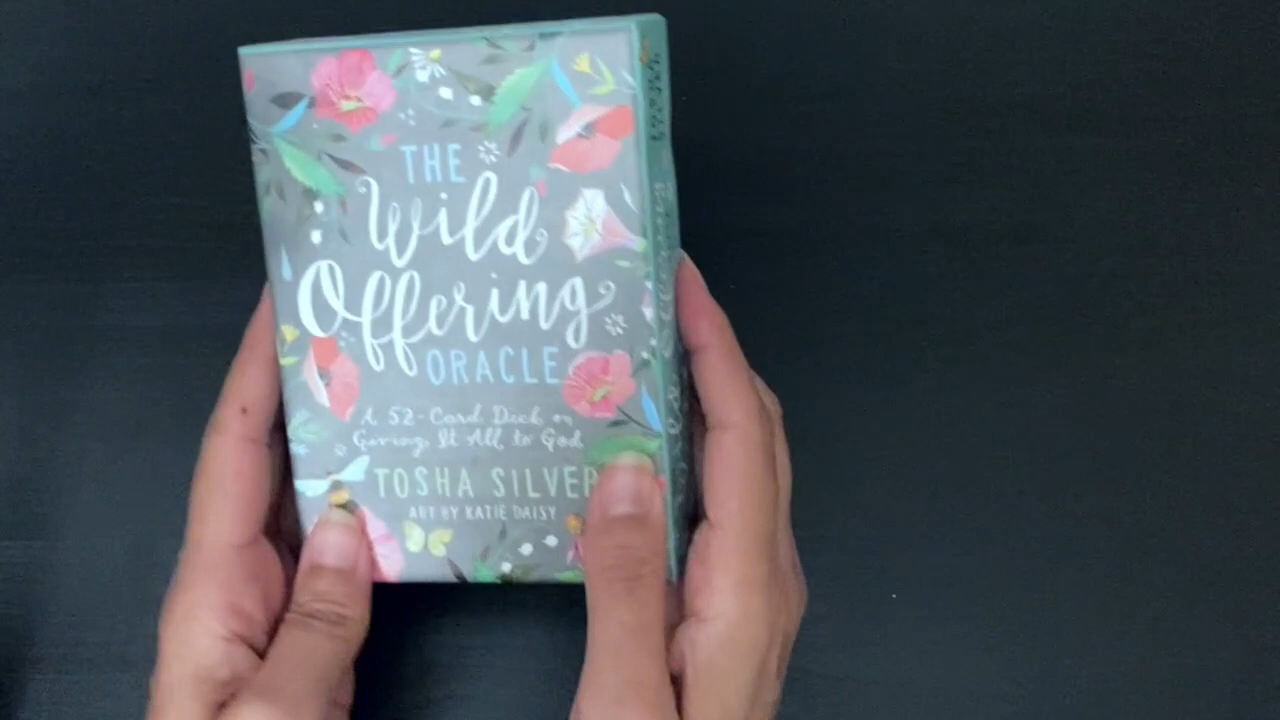 THE
Wild
Offering
ORACLE
A 52-Card Deck on
Giving It All to God
TOSHA SILVER
ART BY KATIE DAISY